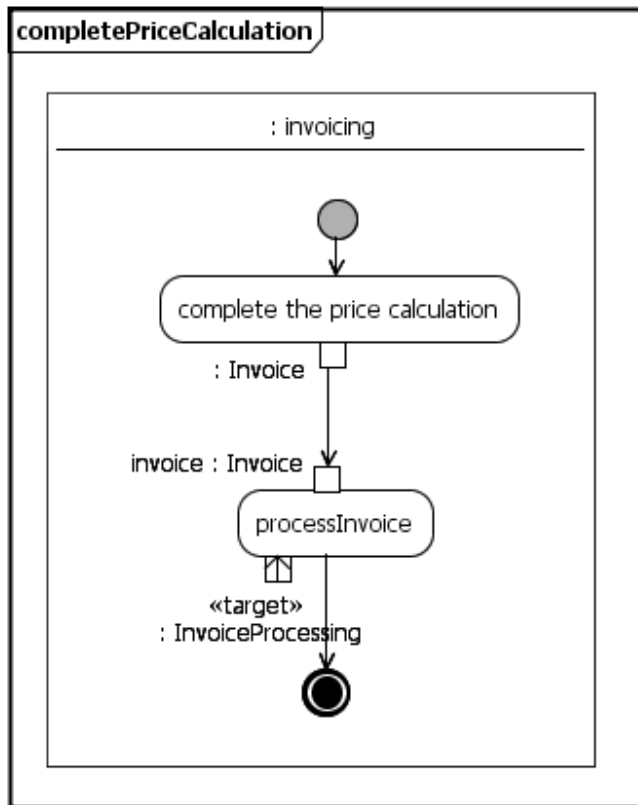 completePriceCalculation
: invoicing
complete the price calculation
: Invoice
invoice : Invoice
processInvoice
«target»
: InvoiceProcessing